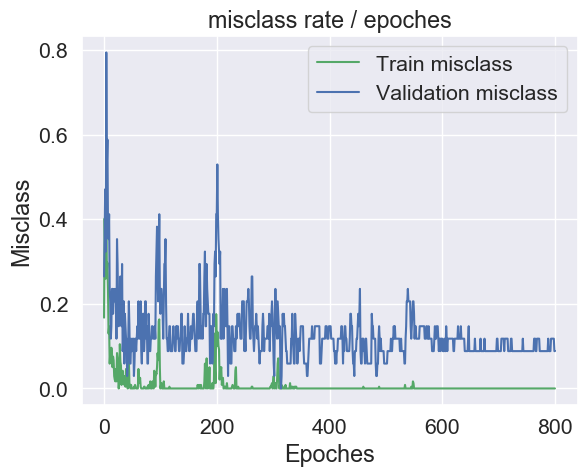 misclass rate / epoches
Train misclass
Validation misclass
0.8
0.6
0.4
0.2
0.0
Misclass
0
200
400
600
800
Epoches